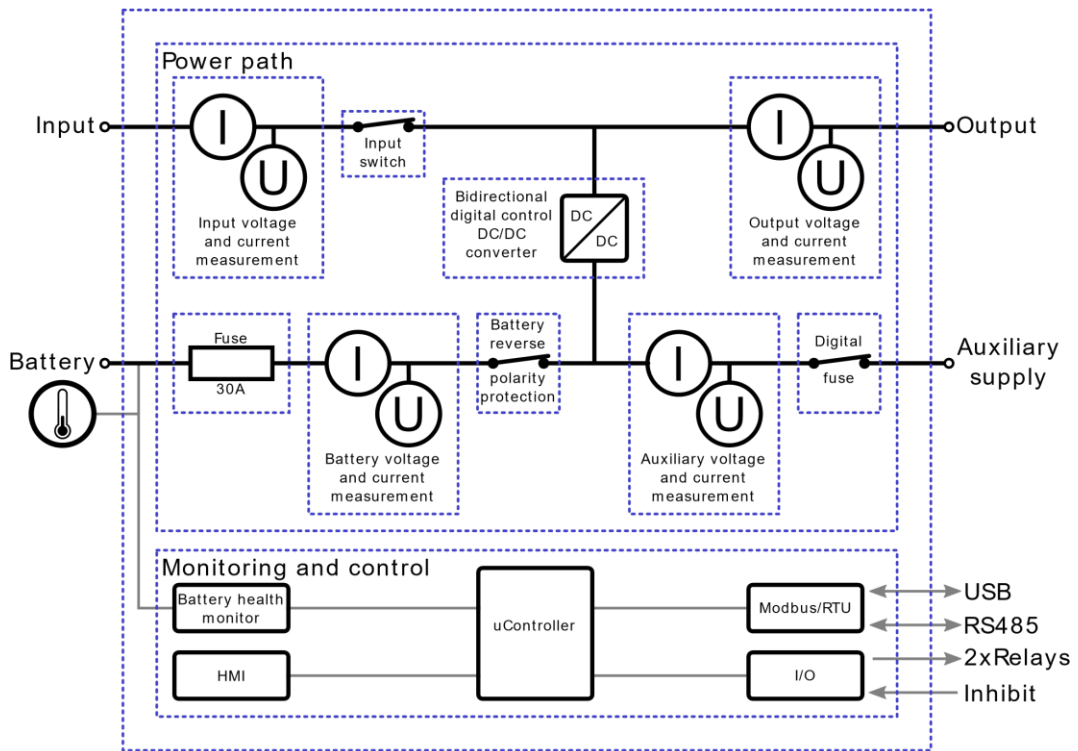 Power path
Input
I
U
Input voltage
and current
measurement
Input
switch
Bidirectional
digital control
DC/DC
converter
DC
DC
I
U
Output voltage
and current
measurement
Output
Battery
Fuse
30A
I
U
Battery voltage
and current
measurement
Battery
reverse
polarity
protection
I
U
Auxiliary voltage
and current
measurement
Digital
fuse
Auxiliary
supply
Monitoring and control
Battery health
monitor
HMI
uController
Modbus/RTU
I/O
USB
RS485
2xRelays
Inhibit